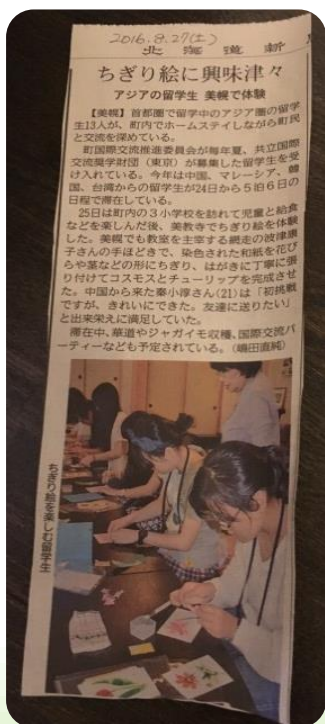 2016.8.27(土)
北海道新
ちぎり絵に興味津々
アジアの留学生 美幌で体験
【美幌】首都圏で留学中のアジア圏の留学
生13人が、町内でホームステイしながら町民
と交流を深めている。
町国際交流推進委員会が毎年夏、共立国際
交流奨学財団（東京）が募集した留学生を受
け入れている。今年は中国、マレーシア、韓
国、台湾からの留学生が24日から5泊6日の
日程で滞在している。
25日は町内の3小学校を訪れて児童と給食
などを楽しんだ後、美教寺でちぎり絵を体験
した。美幌でも教室を主宰する網走の波津順
子さんの手ほどきで、染色された和紙を花び
らや茎などの形にちぎり、はがきに丁寧に張
り付けてコスモスとチューリップを完成させ
た。中国から来た秦小淳さん(21)は「初挑戦
ですが、きれいにできた。友達に送りたい」
と出来栄えに満足していた。
滞在中、華道やジャガイモ収穫、国際交流パ
ーティーなども予定されている。（嶋田直純）
ちぎり絵を楽しむ留学生